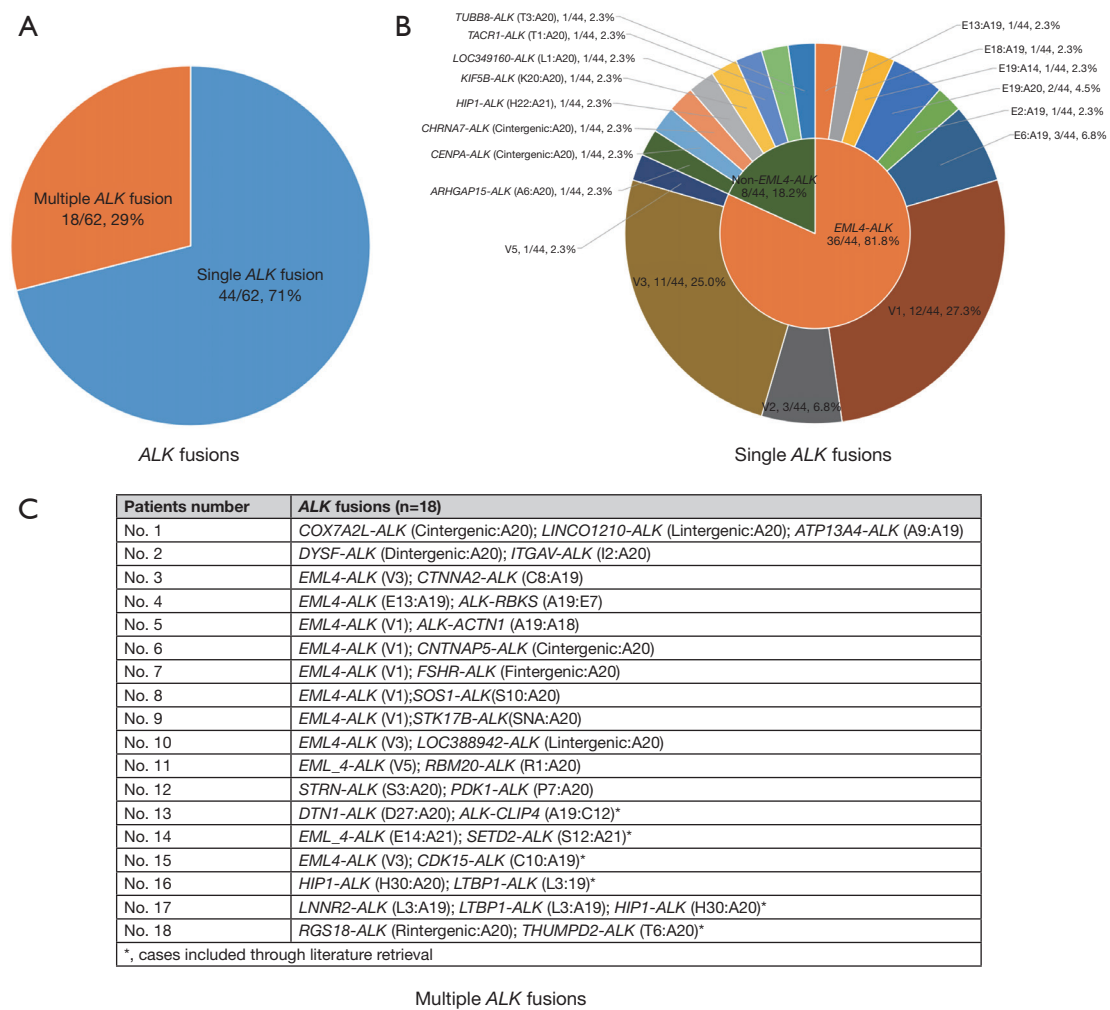 A
Multiple ALK fusion
18/62, 29%
Single ALK fusion
44/62, 71%
ALK fusions
B
TUBB8-ALK (T3:A20), 1/44, 2.3%
TACR1-ALK (T1:A20), 1/44, 2.3%
LOC349160-ALK (L1:A20), 1/44, 2.3%
KIF5B-ALK (K20:A20), 1/44, 2.3%
HIP1-ALK (H22:A21), 1/44, 2.3%
CHRNA7-ALK (Cintergenic:A20), 1/44, 2.3%
CENPA-ALK (Cintergenic:A20), 1/44, 2.3%
ARHGAP15-ALK (A6:A20), 1/44, 2.3%
V5, 1/44, 2.3%
E13:A19, 1/44, 2.3%
E18:A19, 1/44, 2.3%
E19:A14, 1/44, 2.3%
E19:A20, 2/44, 4.5%
E2:A19, 1/44, 2.3%
E6:A19, 3/44, 6.8%
Non-EML4-ALK
8/44, 18.2%
EML4-ALK
36/44, 81.8%
V3, 11/44, 25.0%
V1, 12/44, 27.3%
V2, 3/44, 6.8%
Single ALK fusions
C
Patients number ALK fusions (n=18)
No. 1 COX7A2L-ALK (Cintergenic:A20); LINCO1210-ALK (Lintergenic:A20); ATP13A4-ALK (A9:A19)
No. 2 DYSF-ALK (Dintergenic:A20); ITGAV-ALK (I2:A20)
No. 3 EML4-ALK (V3); CTNNA2-ALK (C8:A19)
No. 4 EML4-ALK (E13:A19); ALK-RBKS (A19:E7)
No. 5 EML4-ALK (V1); ALK-ACTN1 (A19:A18)
No. 6 EML4-ALK (V1); CNTNAP5-ALK (Cintergenic:A20)
No. 7 EML4-ALK (V1); FSHR-ALK (Fintergenic:A20)
No. 8 EML4-ALK (V1);SOS1-ALK(S10:A20)
No. 9 EML4-ALK (V1);STK17B-ALK(SNA:A20)
No. 10 EML4-ALK (V3); LOC388942-ALK (Lintergenic:A20)
No. 11 EML_4-ALK (V5); RBM20-ALK (R1:A20)
No. 12 STRN-ALK (S3:A20); PDK1-ALK (P7:A20)
No. 13 DTN1-ALK (D27:A20); ALK-CLIP4 (A19:C12)*
No. 14 EML_4-ALK (E14:A21); SETD2-ALK (S12:A21)*
No. 15 EML4-ALK (V3); CDK15-ALK (C10:A19)*
No. 16 HIP1-ALK (H30:A20); LTBP1-ALK (L3:19)*
No. 17 LNNR2-ALK (L3:A19); LTBP1-ALK (L3:A19); HIP1-ALK (H30:A20)*
No. 18 RGS18-ALK (Rintergenic:A20); THUMPD2-ALK (T6:A20)*
*, cases included through literature retrieval
Multiple ALK fusions